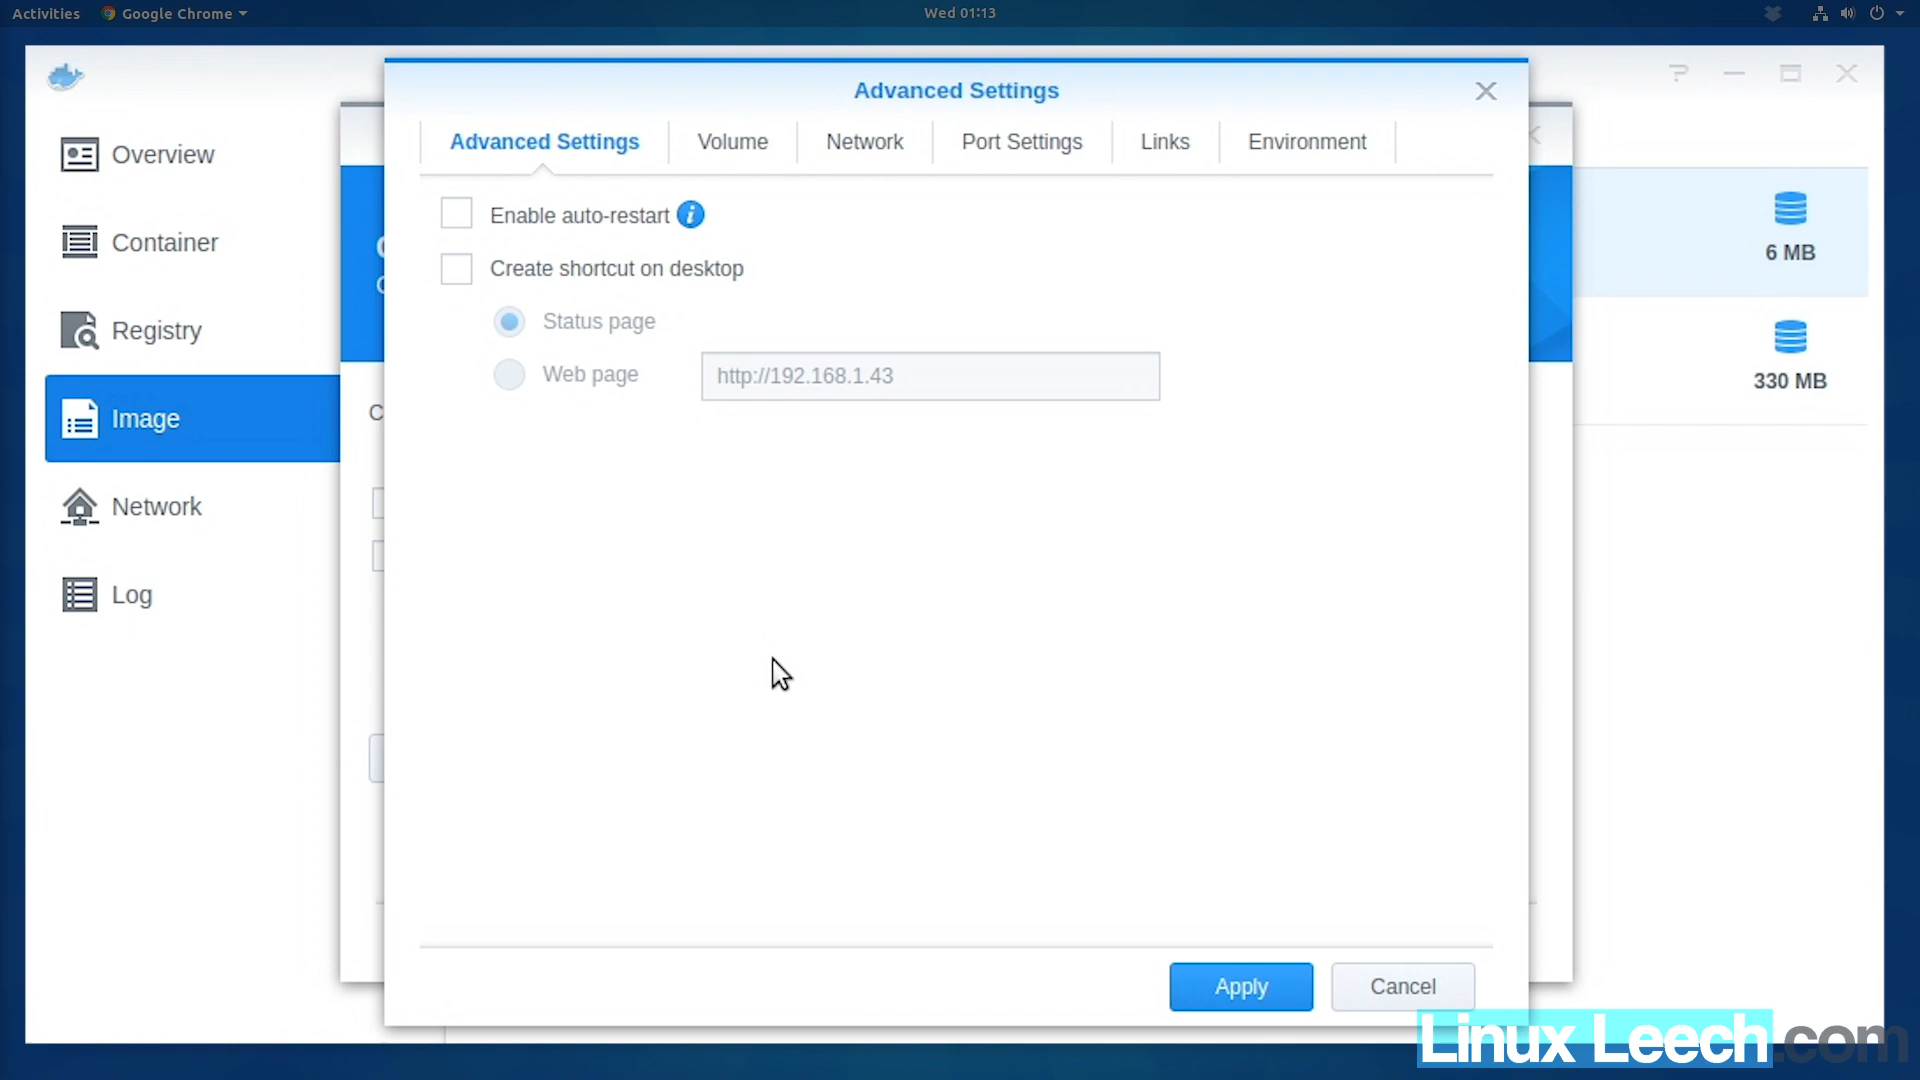 Activities Google Chrome Wed 01:13
Advanced Settings
Advanced Settings Volume Network Port Settings Links Environment
Overview
Container
Registry
Image
Network
Log
Enable auto-restart i
Create shortcut on desktop
Status page
Web page http://192.168.1.43
6 MB
330 MB
C
Apply Cancel
Linux Leech.com